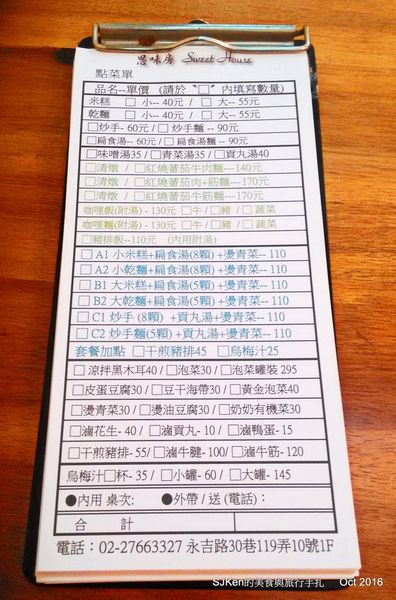 思味房 Sweet House
點菜單
品名--單價 (請於〝□〞內填寫數量)
米糕 □ 小-- 40元 / □ 大-- 55元
乾麵 □ 小-- 40元 / □ 大-- 55元
□炒手- 60元 / □炒手麵 -- 90元
□扁食湯- 60元 / □扁食湯麵 -- 90元
□味噌湯35 / □青菜湯35 / □貢丸湯40
□清燉 / □紅燒蕃茄牛肉麵---140元
□清燉 / □紅燒蕃茄肉+筋麵---170元
□清燉 / □紅燒蕃茄牛筋麵---170元
咖哩飯(附湯) - 130元 □牛 / □豬 / □ 蔬菜
咖哩麵(附湯) - 130元 □牛 / □豬 / □ 蔬菜
□豬排飯--110元 (內用附湯)
□ A1 小米糕+扁食湯(8顆) +燙青菜-- 110
□ A2 小乾麵+扁食湯(8顆) +燙青菜-- 110
□ B1 大米糕+扁食湯(5顆) +燙青菜-- 110
□ B2 大乾麵+扁食湯(5顆) +燙青菜-- 110
□ C1 炒手 (8顆) +貢丸湯+燙青菜-- 110
□ C2 炒手麵(5顆) +貢丸湯+燙青菜-- 110
套餐加點 □干煎豬排45 □烏梅汁25
□ 涼拌黑木耳40 / □泡菜30 / □泡菜罐裝 295
□皮蛋豆腐30 / □豆干海帶30 / □黃金泡菜40
□燙青菜30 / □燙油豆腐30 / □奶奶有機菜30
□滷花生- 40 / □滷貢丸- 10 / □滷鴨蛋- 15
□干煎豬排- 55/ □滷牛腱- 100/ □滷牛筋- 120
烏梅汁□杯- 35 / □小罐- 60 / □大罐- 145
●內用 桌次: ●外帶 / 送 (電話) :
合 計
電話：02-27663327 永吉路30巷119弄10號1F
SJKen的美食與旅行手扎 Oct 2016